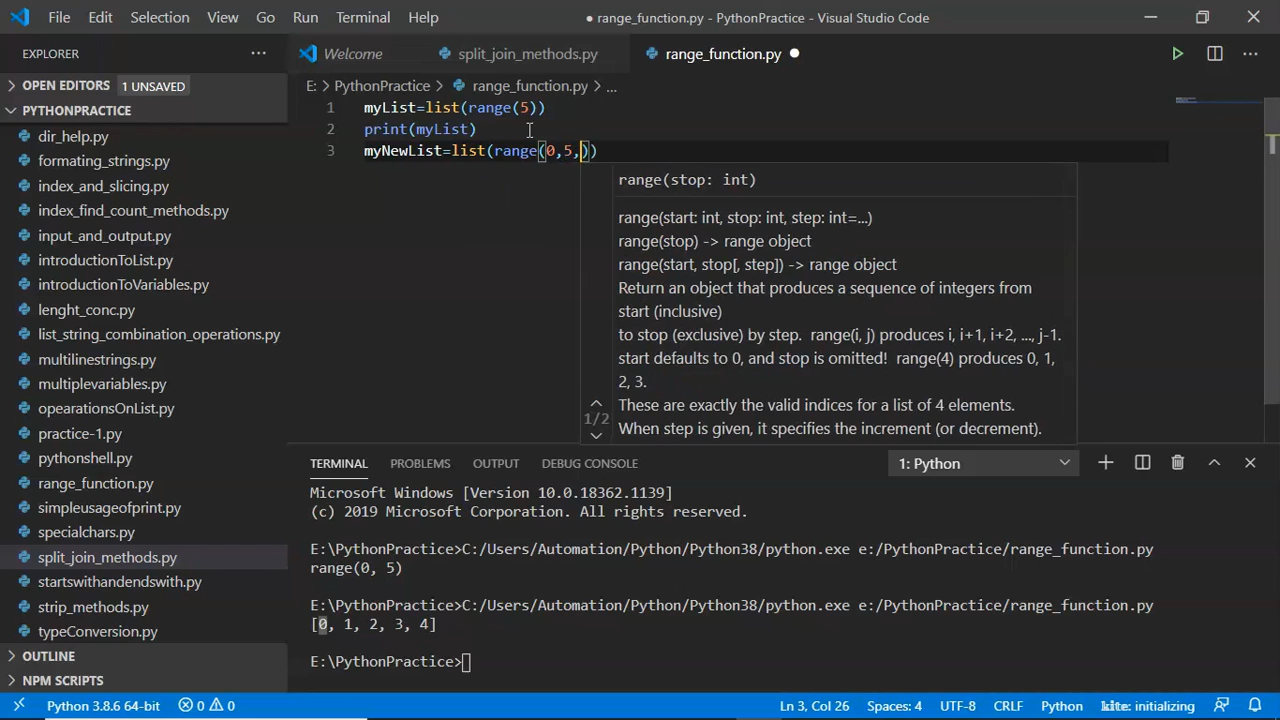 File Edit Selection View Go Run Terminal Help ● range_function.py - PythonPractice - Visual Studio Code
EXPLORER ...
Welcome split_join_methods.py range_function.py
OPEN EDITORS 1 UNSAVED
E: > PythonPractice > range_function.py > ...
PYTHONPRACTICE
dir_help.py
formating_strings.py
index_and_slicing.py
index_find_count_methods.py
input_and_output.py
introductionToList.py
introductionToVariables.py
lenght_conc.py
list_string_combination_operations.py
multilinestrings.py
multiplevariables.py
opearationsOnList.py
practice-1.py
pythonshell.py
range_function.py
simpleusageofprint.py
specialchars.py
split_join_methods.py
startswithandendswith.py
strip_methods.py
typeConversion.py
OUTLINE
NPM SCRIPTS
1 myList=list(range(5))
2 print(myList)
3 myNewList=list(range(0,5,))
range(stop: int)
range(start: int, stop: int, step: int=...)
range(stop) -> range object
range(start, stop[, step]) -> range object
Return an object that produces a sequence of integers from
start (inclusive)
to stop (exclusive) by step. range(i, j) produces i, i+1, i+2, ..., j-1.
start defaults to 0, and stop is omitted! range(4) produces 0, 1,
2, 3.
These are exactly the valid indices for a list of 4 elements.
When step is given, it specifies the increment (or decrement).
1/2
TERMINAL PROBLEMS OUTPUT DEBUG CONSOLE 1: Python
Microsoft Windows [Version 10.0.18362.1139]
(c) 2019 Microsoft Corporation. All rights reserved.
E:\PythonPractice>C:/Users/Automation/Python/Python38/python.exe e:/PythonPractice/range_function.py
range(0, 5)
E:\PythonPractice>C:/Users/Automation/Python/Python38/python.exe e:/PythonPractice/range_function.py
[0, 1, 2, 3, 4]
E:\PythonPractice>
Python 3.8.6 64-bit 0 0 Ln 3, Col 26 Spaces: 4 UTF-8 CRLF Python kite: initializing